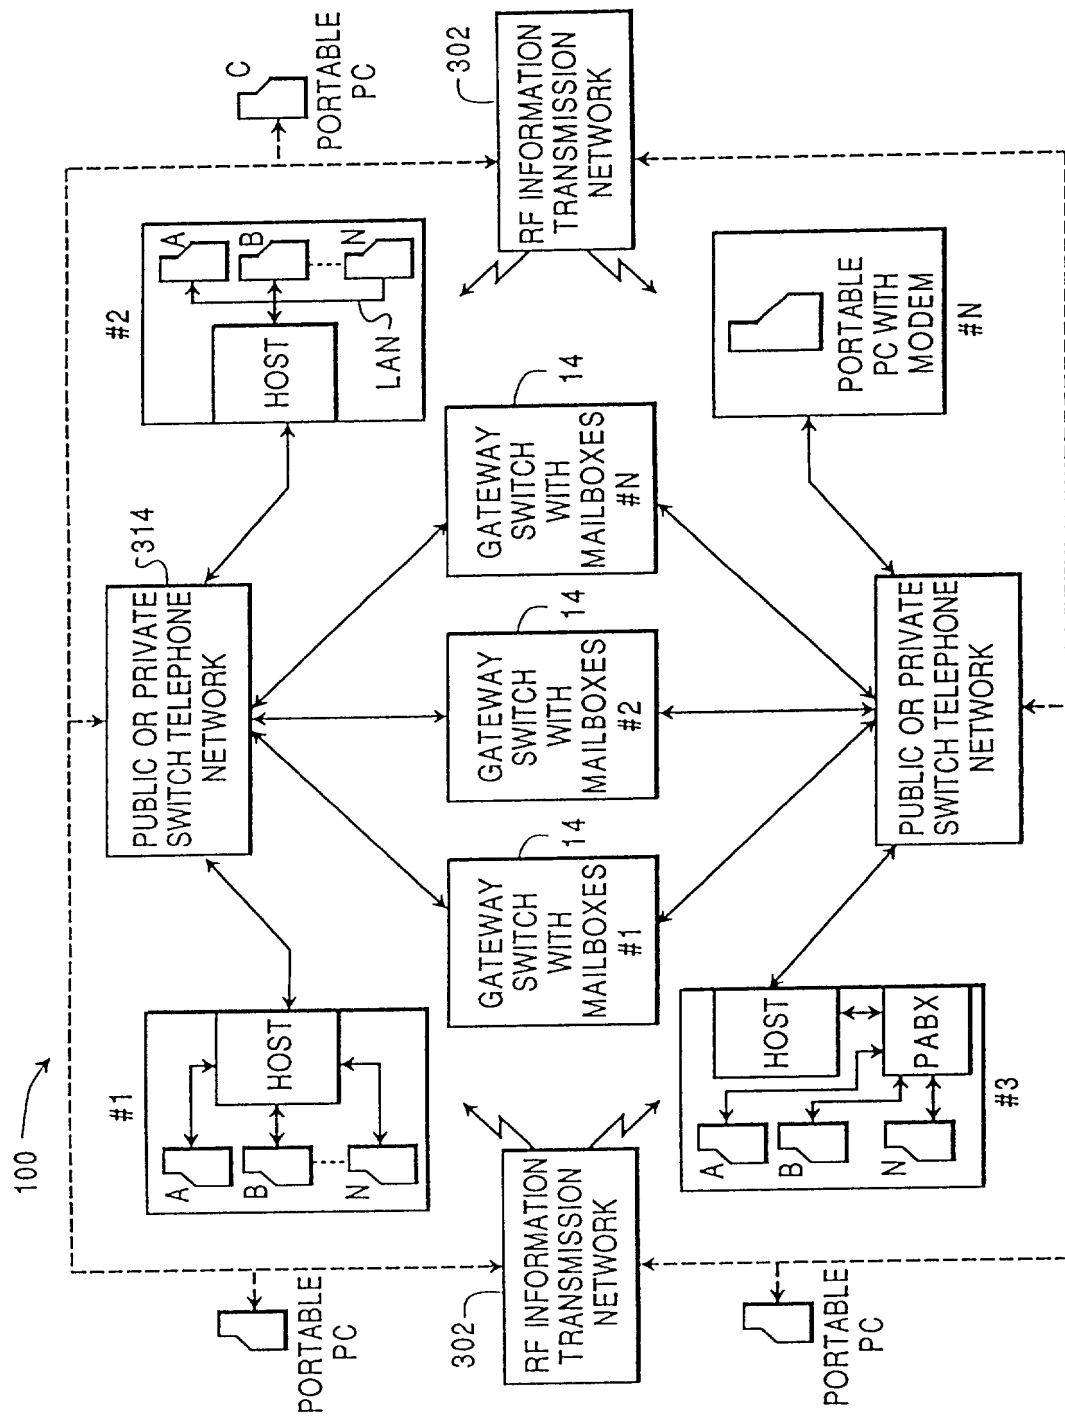 100
PORTABLE
PC
302
RF INFORMATION
TRANSMISSION
NETWORK
#1
A
B
N
HOST
PUBLIC OR PRIVATE
SWITCH TELEPHONE
NETWORK
314
#2
HOST
A
B
N
LAN
C
PORTABLE
PC
302
RF INFORMATION
TRANSMISSION
NETWORK
GATEWAY
SWITCH
WITH
MAILBOXES
#1
14
GATEWAY
SWITCH
WITH
MAILBOXES
#2
14
GATEWAY
SWITCH
WITH
MAILBOXES
#N
14
PORTABLE
PC
A
B
N
HOST
PABX
#3
PUBLIC OR PRIVATE
SWITCH TELEPHONE
NETWORK
PORTABLE
PC WITH
MODEM
#N